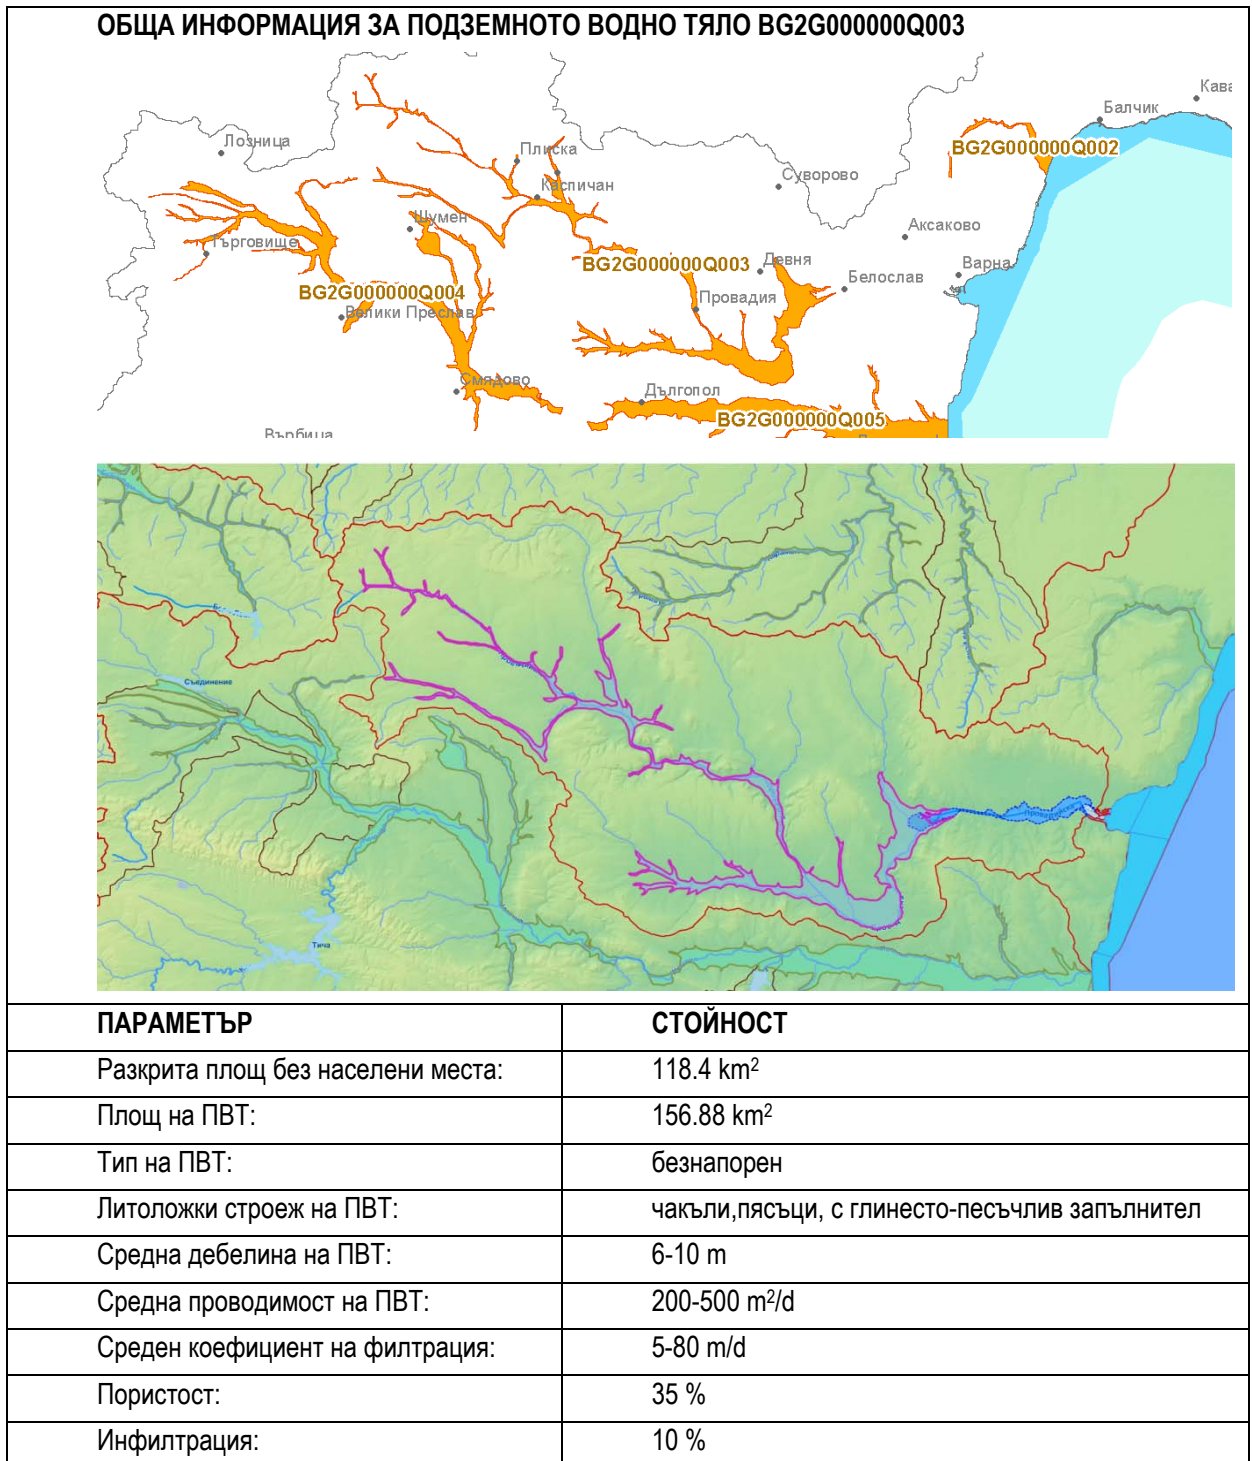 ОБЩА ИНФОРМАЦИЯ ЗА ПОДЗЕМНОТО ВОДНО ТЯЛО BG2G000000Q003
Кава
Балчик
Лозница
BG2G000000Q002
Плиска
Суворово
Каспичан
Шумен
Аксаково
Търговище
BG2G000000Q003
Девня
Варна
Белослав
BG2G000000Q004
Провадия
Велики Преслав
Смядово
Дългопол
BG2G000000Q005
Върбица
Съединение
Тича
ПАРАМЕТЪР СТОЙНОСТ
Разкрита площ без населени места: 118.4 km²
Площ на ПВТ: 156.88 km²
Тип на ПВТ: безнапорен
Литоложки строеж на ПВТ: чакъли,пясъци, с глинесто-песъчлив запълнител
Средна дебелина на ПВТ: 6-10 m
Средна проводимост на ПВТ: 200-500 m²/d
Среден коефициент на филтрация: 5-80 m/d
Пористост: 35 %
Инфилтрация: 10 %